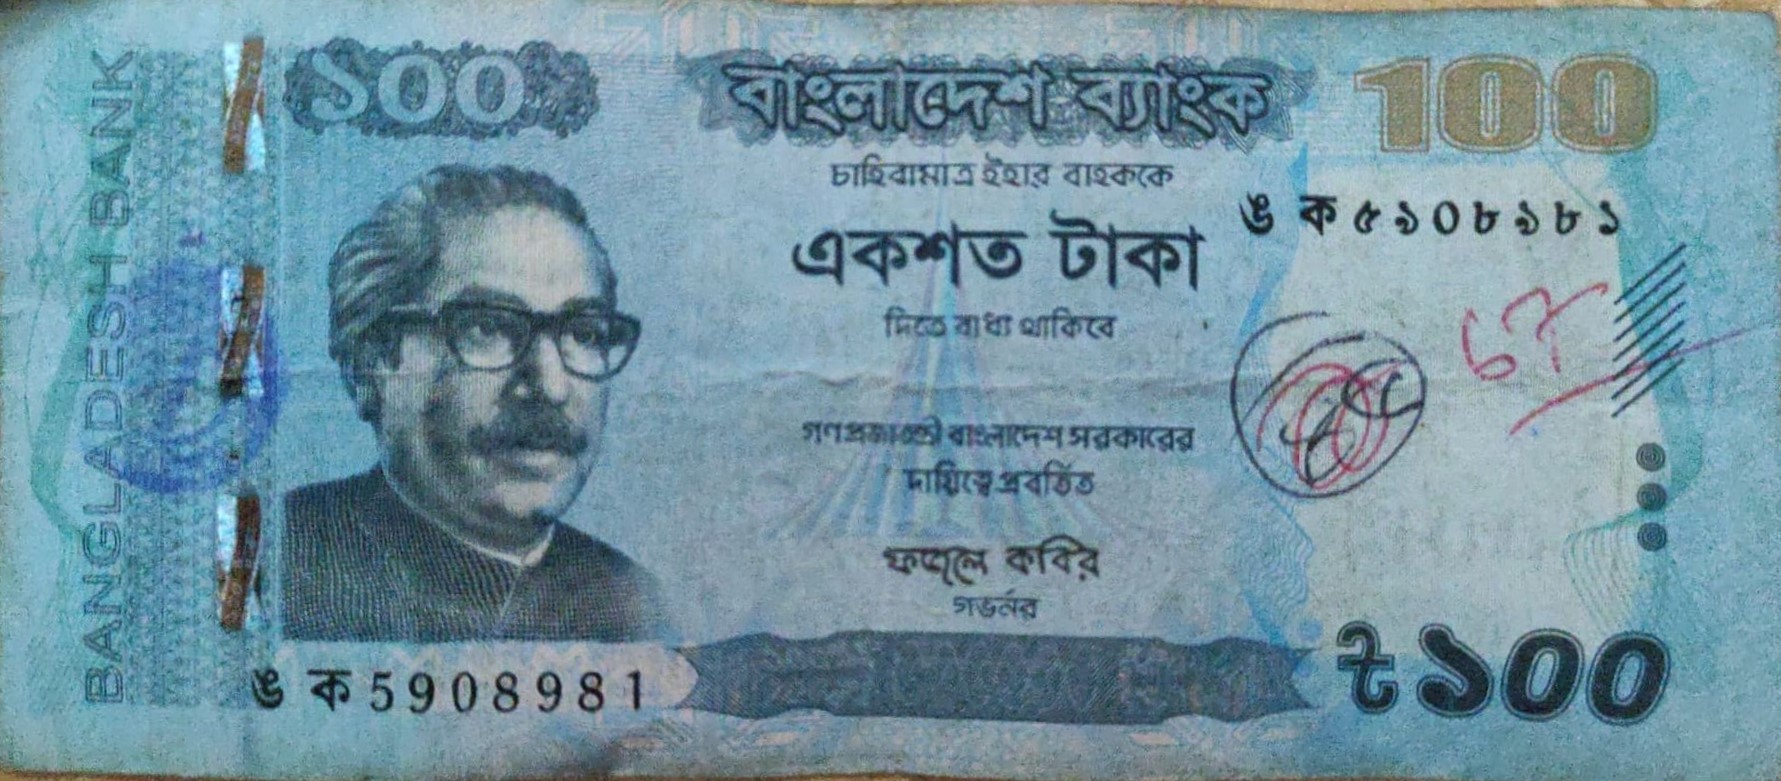 BANGLADESH BANK
১০০
বাংলাদেশ ব্যাংক
100
চাহিবামাত্র ইহার বাহককে
ঙ ক ৫৯০৮৯৮১
একশত টাকা
দিতে বাধ্য থাকিবে
গণপ্রজাতন্ত্রী বাংলাদেশ সরকারের
দায়িত্বে প্রবর্তিত
ফজলে কবির
গভর্নর
ঙ ক 5908981
৳১০০